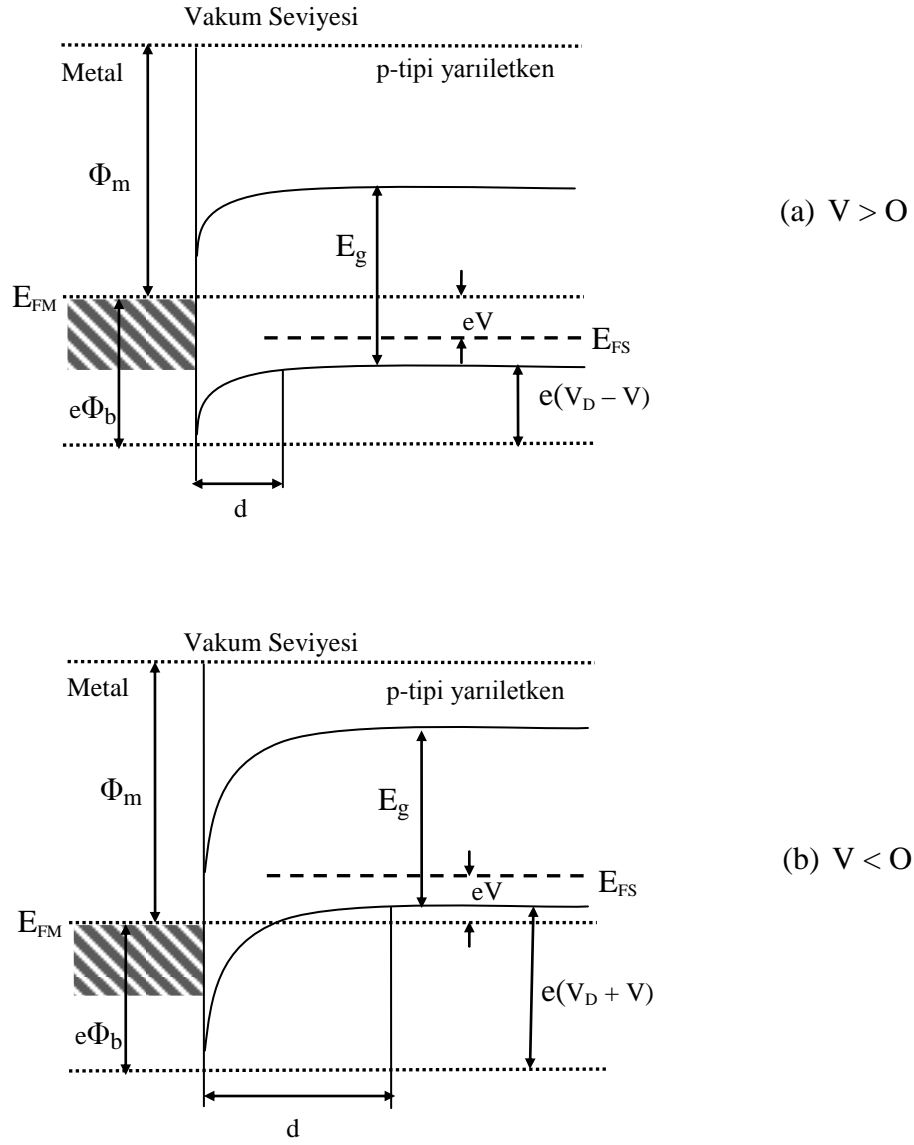 Vakum Seviyesi
Metal
p-tipi yarıiletken
Φm
(a) V > O
Eg
EFM
eV
EFS
eΦb
e(VD – V)
d
Vakum Seviyesi
Metal
p-tipi yarıiletken
Φm
Eg
(b) V < O
EFS
eV
EFM
e(VD + V)
eΦb
d